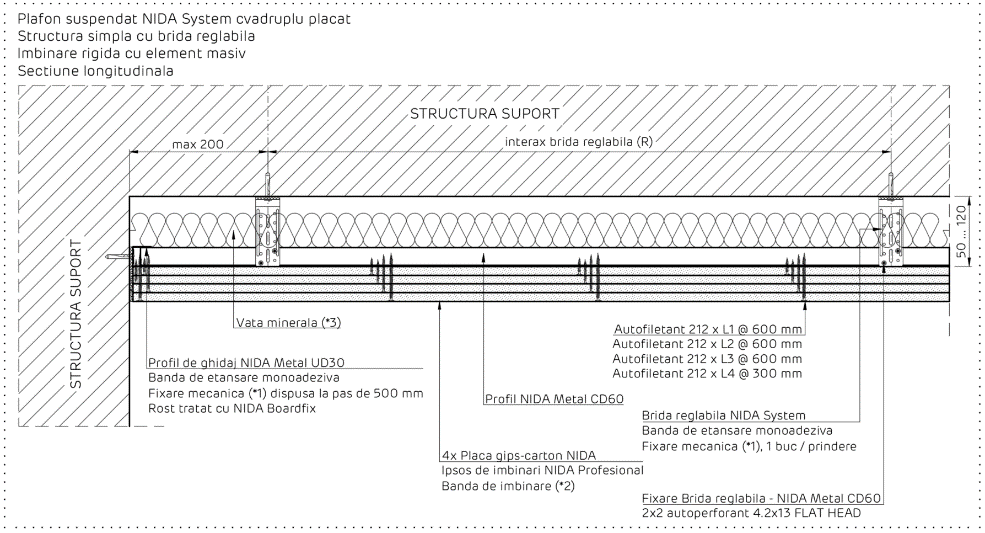 Plafon suspendat NIDA System cvadruplu placat
Structura simpla cu brida reglabila
Imbinare rigida cu element masiv
Sectiune longitudinala
STRUCTURA SUPORT
max 200
interax brida reglabila (R)
50 ... 120
STRUCTURA SUPORT
Vata minerala (*3)
Autofiletant 212 x L1 @ 600 mm
Autofiletant 212 x L2 @ 600 mm
Autofiletant 212 x L3 @ 600 mm
Autofiletant 212 x L4 @ 300 mm
Profil de ghidaj NIDA Metal UD30
Banda de etansare monoadeziva
Fixare mecanica (*1) dispusa la pas de 500 mm
Rost tratat cu NIDA Boardfix
Profil NIDA Metal CD60
Brida reglabila NIDA System
Banda de etansare monoadeziva
Fixare mecanica (*1), 1 buc / prindere
4x Placa gips-carton NIDA
Ipsos de imbinari NIDA Profesional
Banda de imbinare (*2)
Fixare Brida reglabila - NIDA Metal CD60
2x2 autoperforant 4.2x13 FLAT HEAD